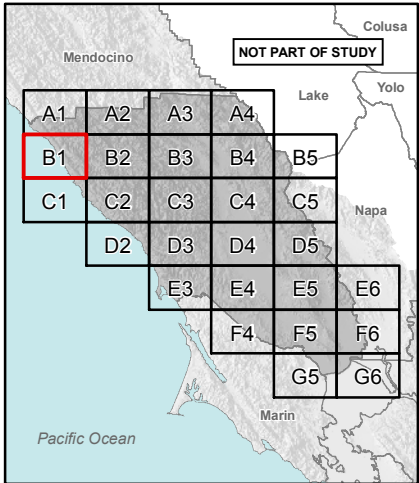 Colusa
Mendocino
NOT PART OF STUDY
Lake
Yolo
A1 A2 A3 A4
B1 B2 B3 B4 B5
C1 C2 C3 C4 C5
Napa
D2 D3 D4 D5
E3 E4 E5 E6
F4 F5 F6
G5 G6
Marin
Pacific Ocean